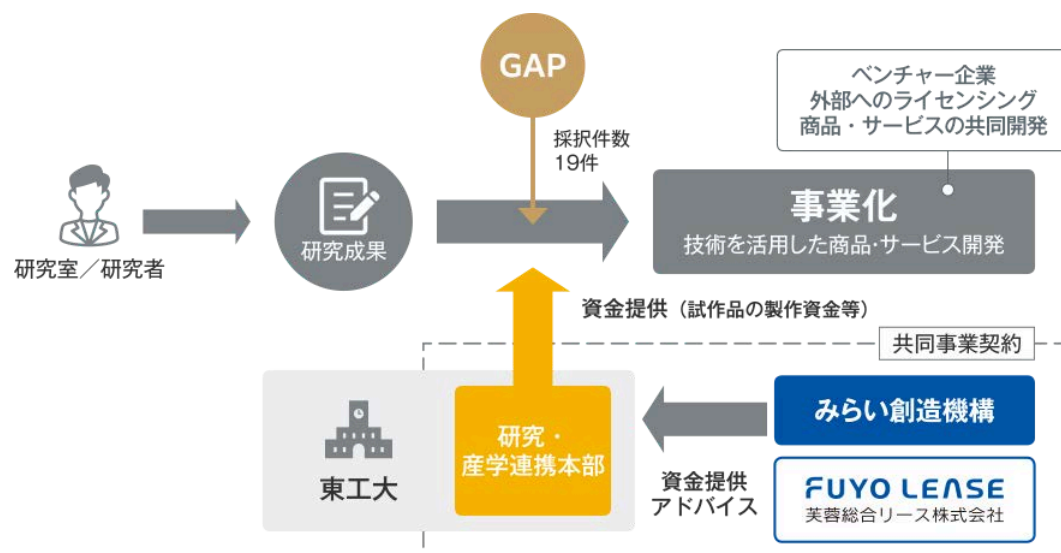 GAP
採択件数
19件
ベンチャー企業
外部へのライセンシング
商品・サービスの共同開発
研究室／研究者
研究成果
事業化
技術を活用した商品・サービス開発
資金提供（試作品の製作資金等）
共同事業契約
東工大
研究・
産学連携本部
資金提供
アドバイス
みらい創造機構
FUYO LEASE
芙蓉総合リース株式会社